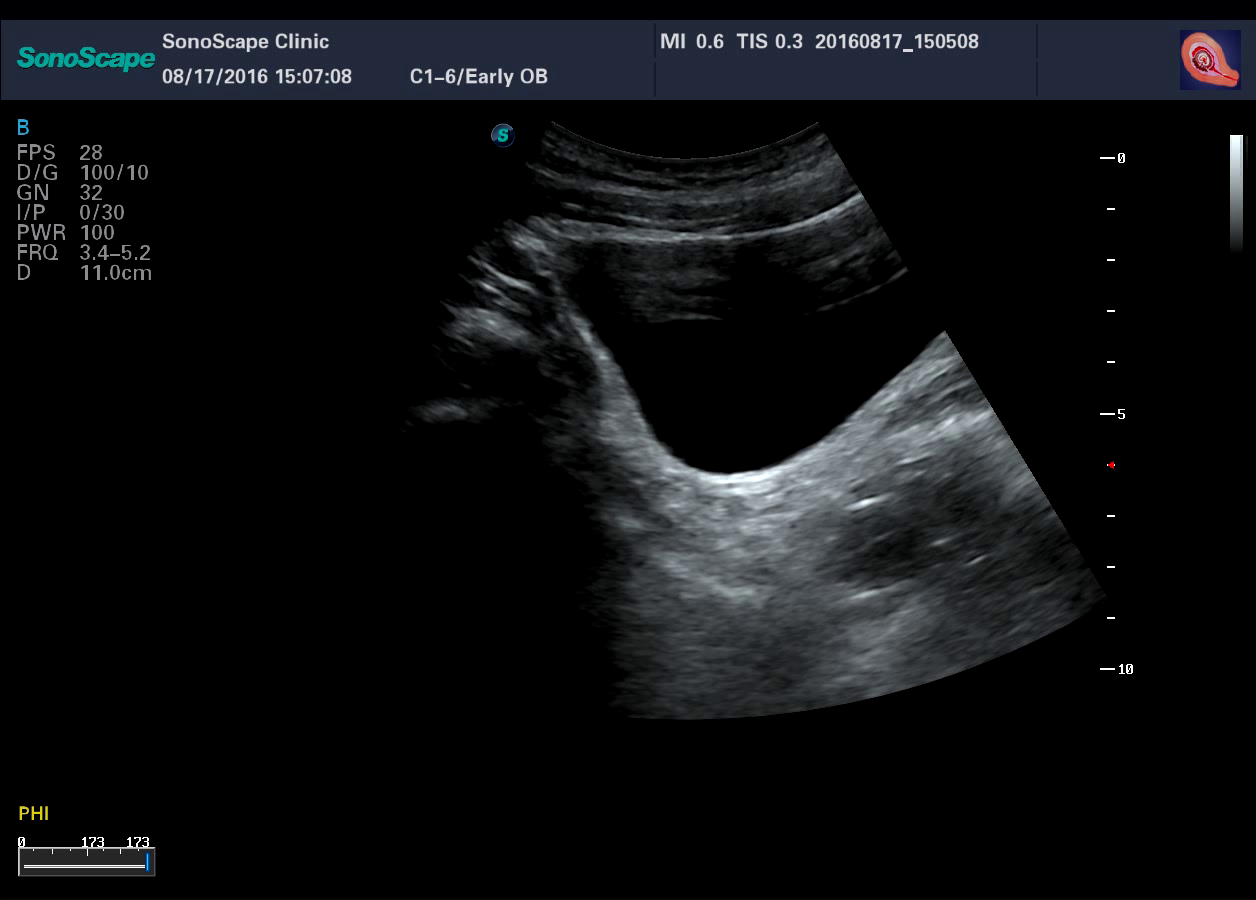 SonoScape
SonoScape Clinic
MI 0.6 TIS 0.3 20160817_150508
08/17/2016 15:07:08 C1-6/Early OB
B
FPS 28
D/G 100/10
GN 32
I/P 0/30
PWR 100
FRQ 3.4-5.2
D 11.0cm
S
0
5
10
PHI
0 173 173